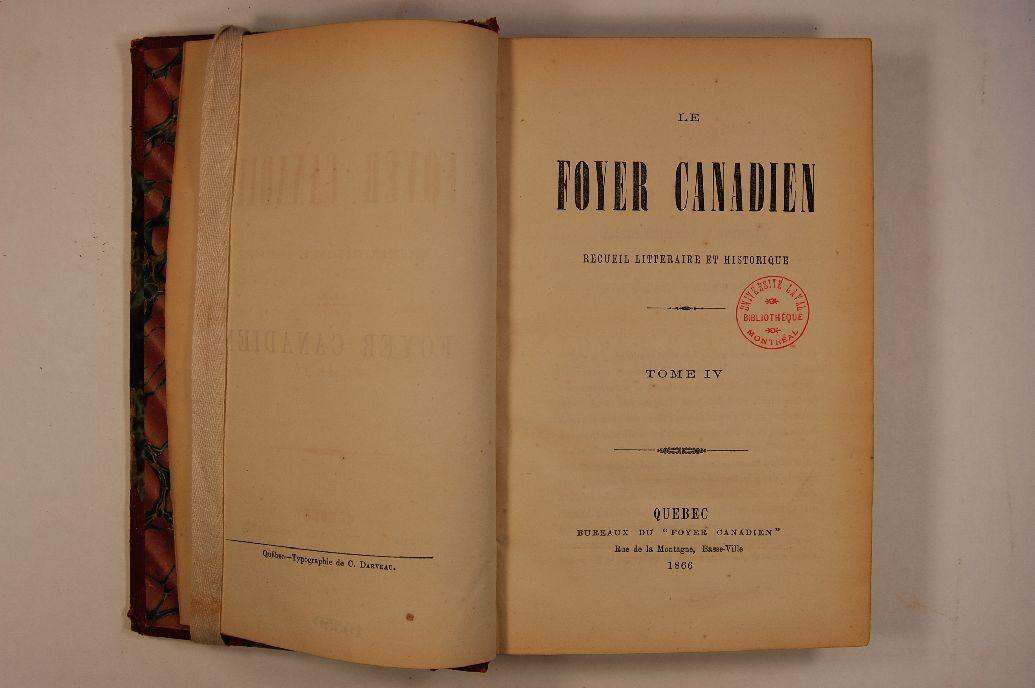 Québec—Typographie de C. DARVEAU.
LE
FOYER CANADIEN
RECUEIL LITTERAIRE ET HISTORIQUE
UNIVERSITÉ LAVAL
BIBLIOTHÈQUE
MONTRÉAL
TOME IV
QUEBEC
BUREAUX DU "FOYER CANADIEN"
Rue de la Montagne, Basse-Ville
1866